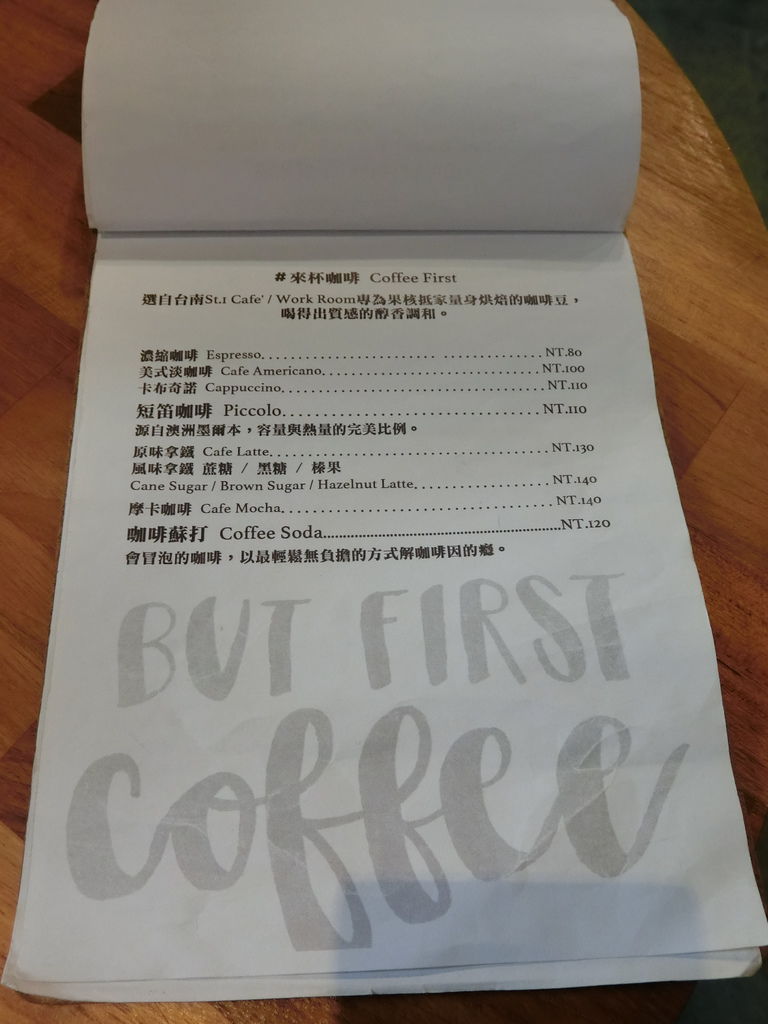 #來杯咖啡 Coffee First
選自台南St.1 Cafe' / Work Room專為果核抵家量身烘焙的咖啡豆，
喝得出質感的醇香調和。
濃縮咖啡 Espresso........................ ...............NT.80
美式淡咖啡 Cafe Americano...............................NT.100
卡布奇諾 Cappuccino.....................................NT.110
短笛咖啡 Piccolo................................NT.110
源自澳洲墨爾本，容量與熱量的完美比例。
原味拿鐵 Cafe Latte.......................................NT.130
風味拿鐵 蔗糖 / 黑糖 / 榛果
Cane Sugar / Brown Sugar / Hazelnut Latte...................NT.140
摩卡咖啡 Cafe Mocha......................................NT.140
咖啡蘇打 Coffee Soda............................................................NT.120
會冒泡的咖啡，以最輕鬆無負擔的方式解咖啡因的癮。
BUT FIRST
coffee